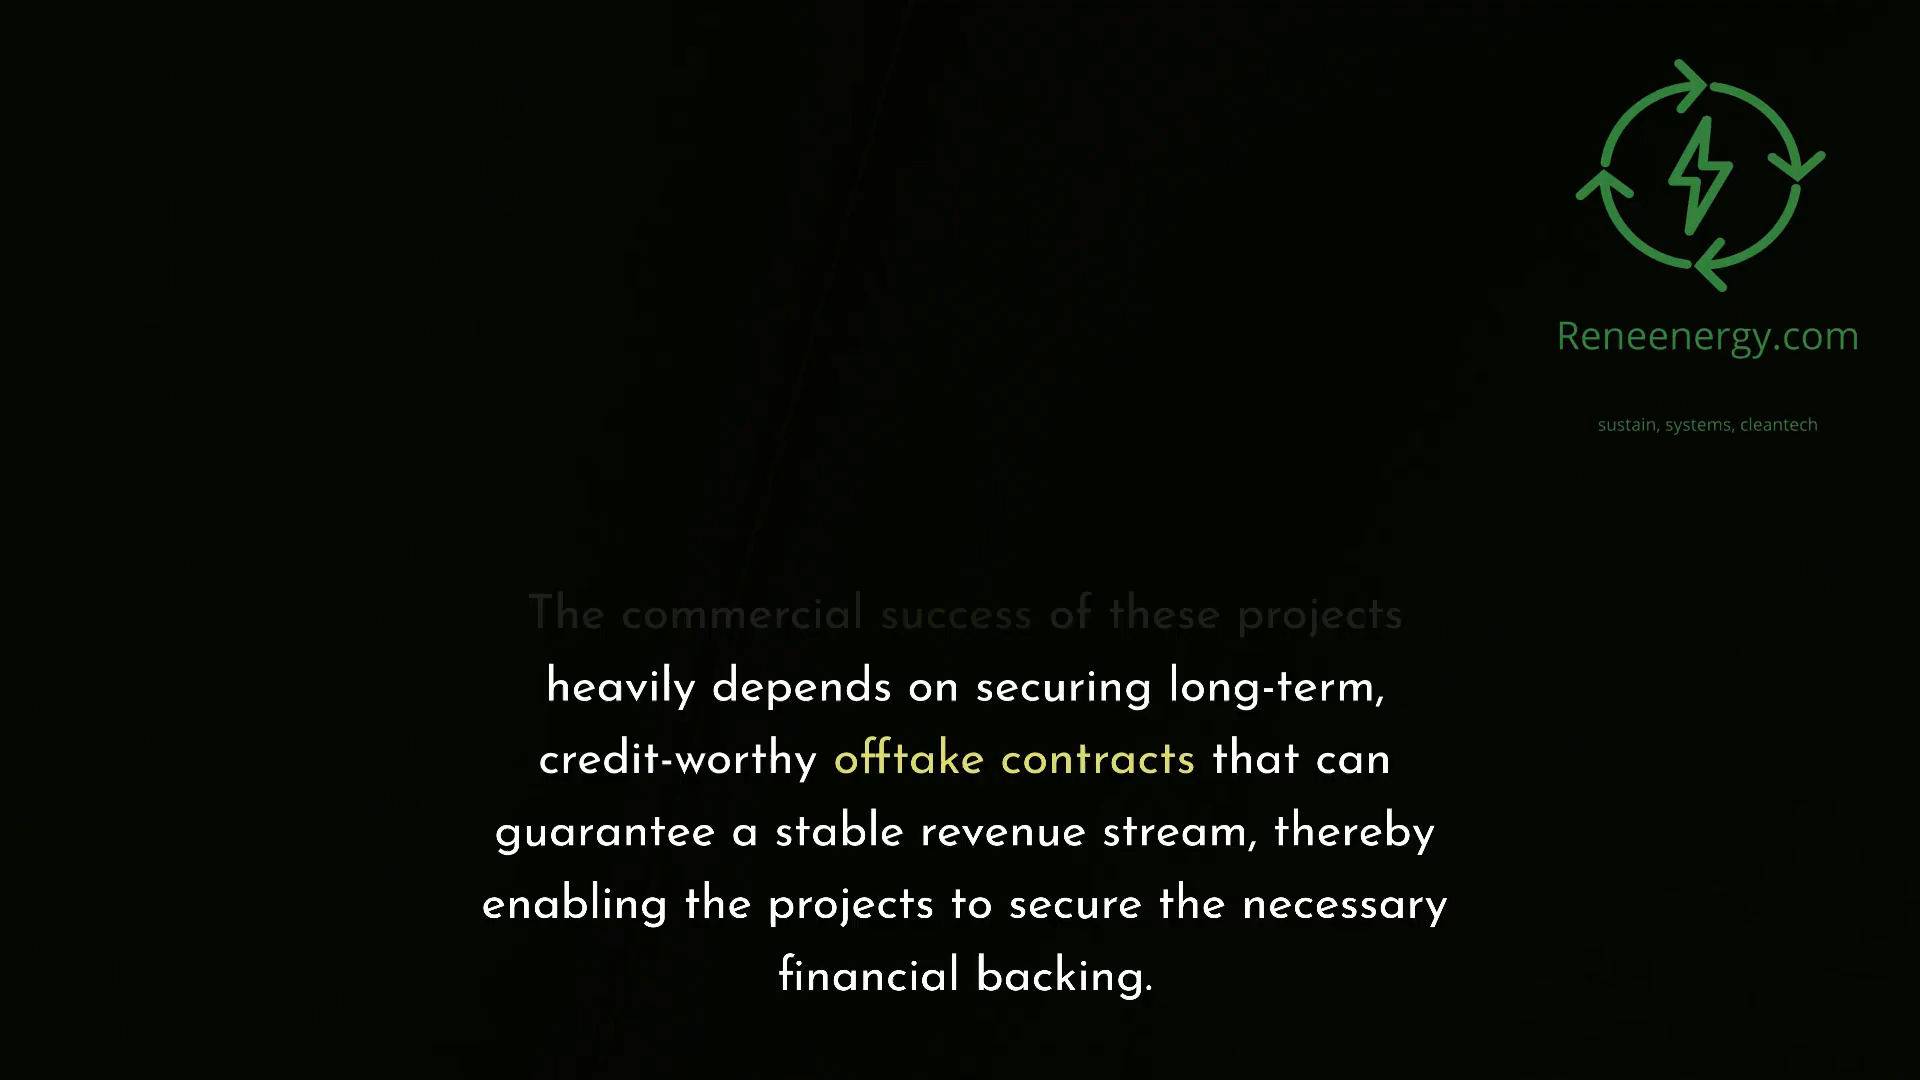 Reneenergy.com
sustain, systems, cleantech
The commercial success of these projects
heavily depends on securing long-term,
credit-worthy offtake contracts that can
guarantee a stable revenue stream, thereby
enabling the projects to secure the necessary
financial backing.